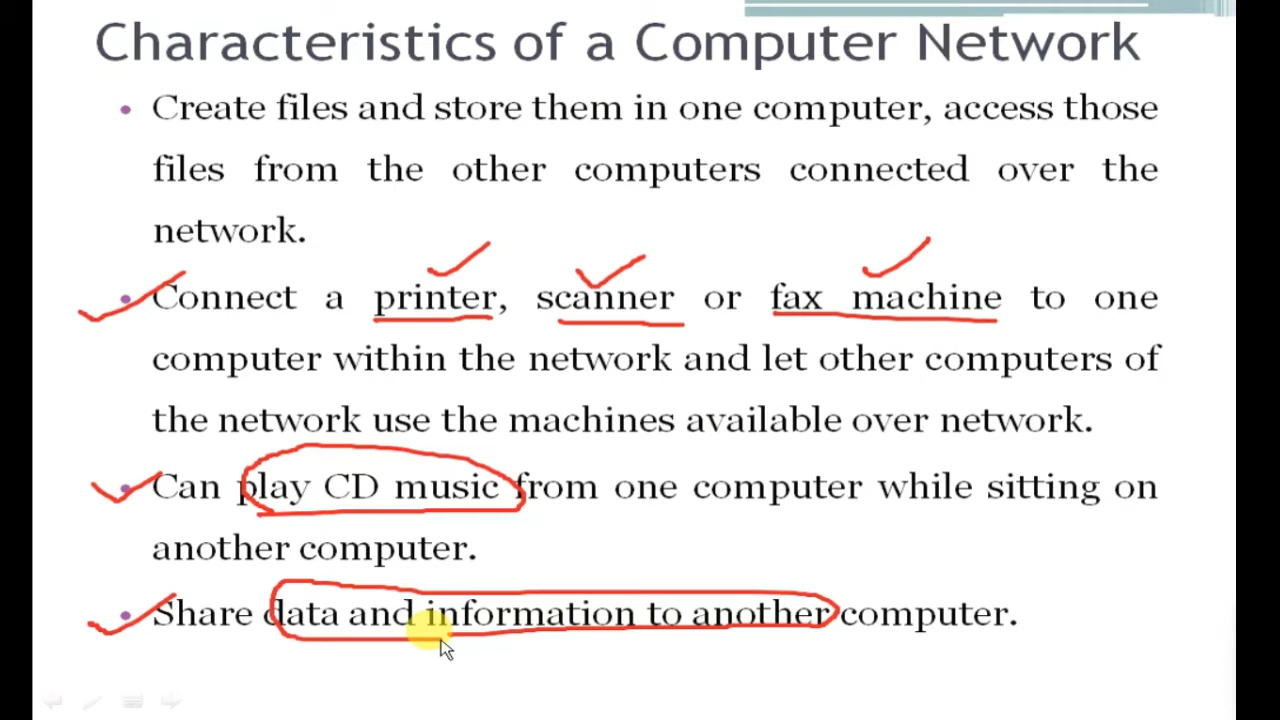 Characteristics of a Computer Network
• Create files and store them in one computer, access those
files from the other computers connected over the
network.
• Connect a printer, scanner or fax machine to one
computer within the network and let other computers of
the network use the machines available over network.
• Can play CD music from one computer while sitting on
another computer.
• Share data and information to another computer.